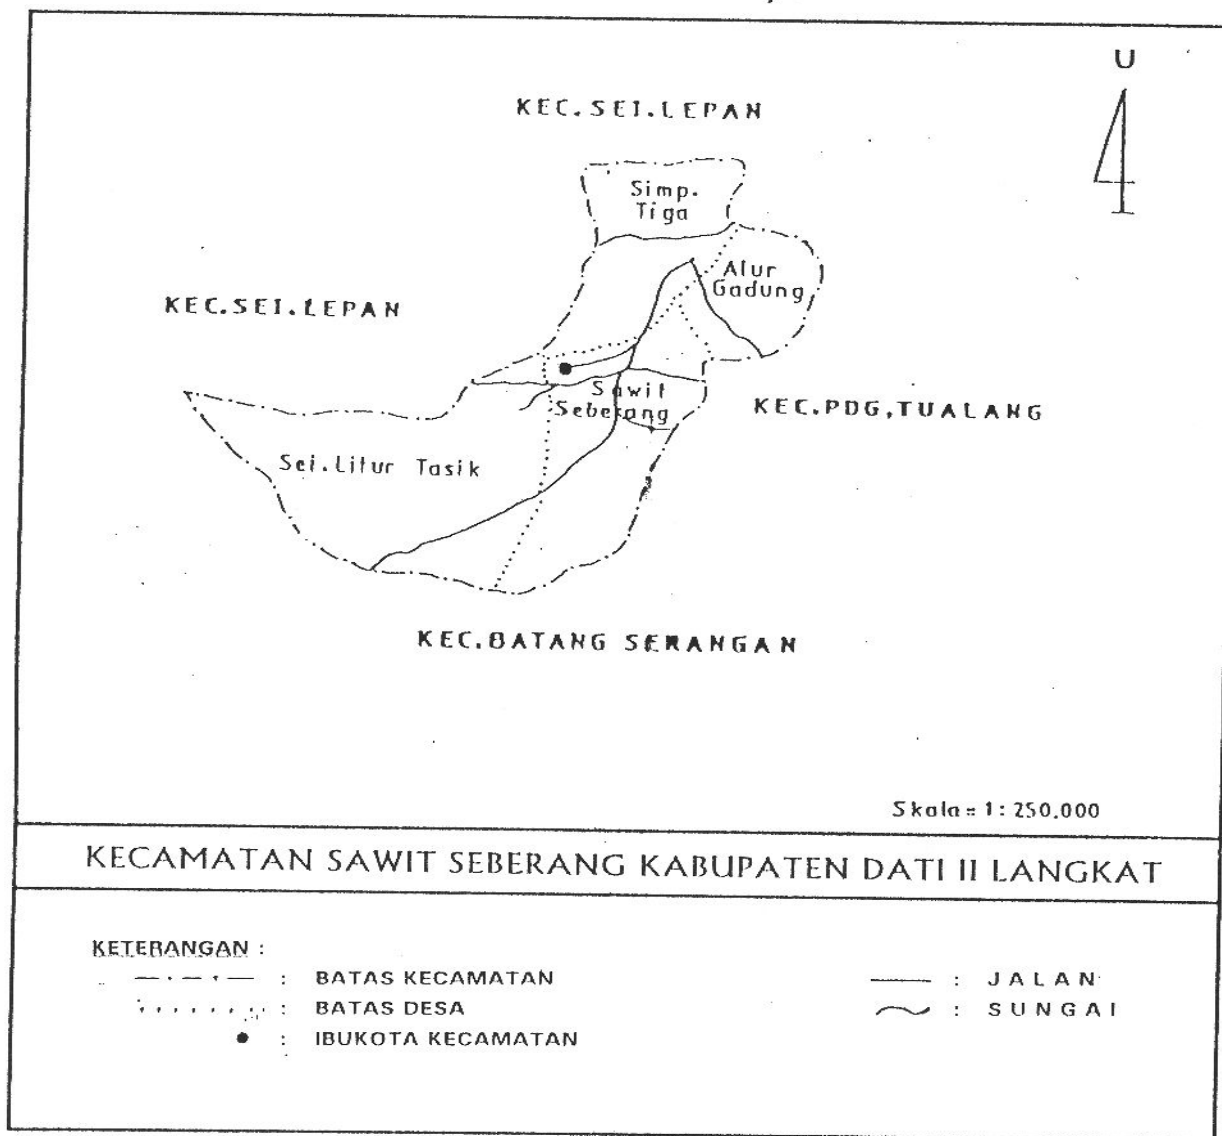 U
KEC.SEI.LEPAN
Simp.
Tiga
Alur
Gadung
KEC.SEI.LEPAN
Sawit
Seberang
KEC.PDG,TUALANG
Sei.Litur Tasik
KEC.BATANG SERANGAN
Skala = 1 : 250.000
KECAMATAN SAWIT SEBERANG KABUPATEN DATI II LANGKAT
KETERANGAN :
: BATAS KECAMATAN
: BATAS DESA
: IBUKOTA KECAMATAN
: JALAN
: SUNGAI